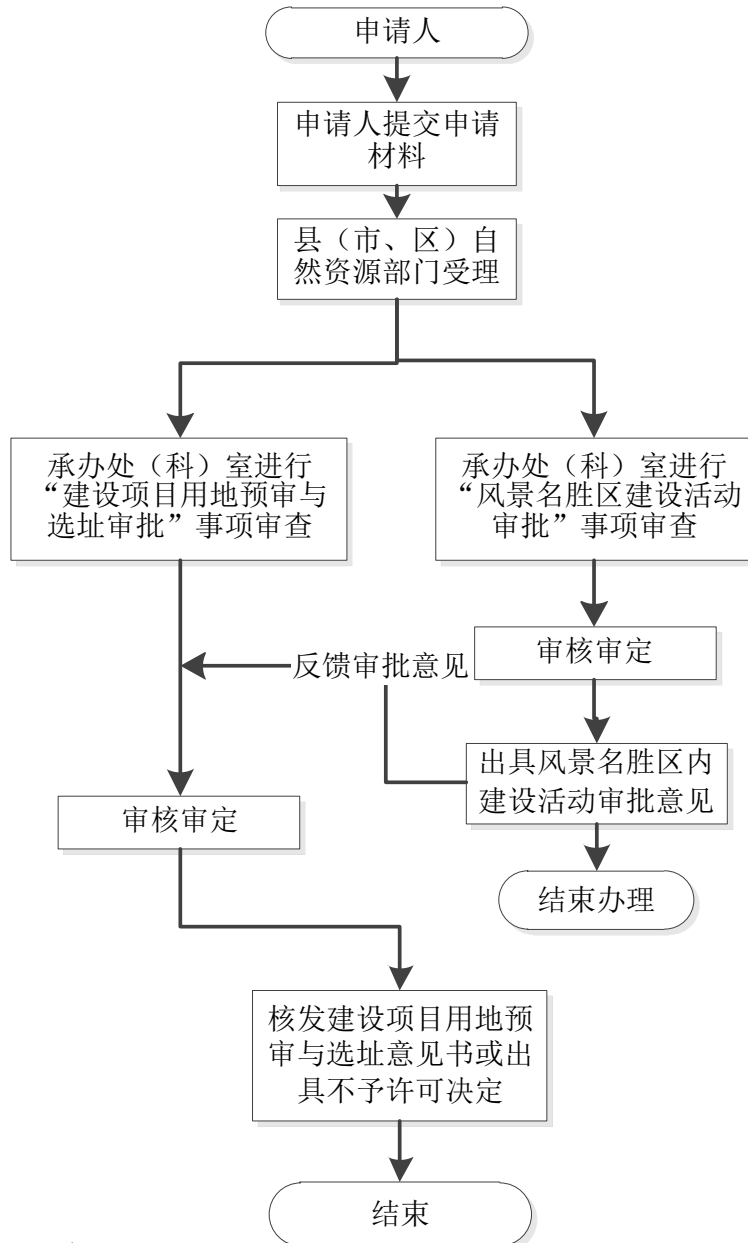 申请人
申请人提交申请
材料
县（市、区）自
然资源部门受理
承办处（科）室进行
“建设项目用地预审与
选址审批”事项审查
承办处（科）室进行
“风景名胜区建设活动
审批”事项审查
反馈审批意见
审核审定
出具风景名胜区内
建设活动审批意见
审核审定
结束办理
核发建设项目用地预
审与选址意见书或出
具不予许可决定
结束